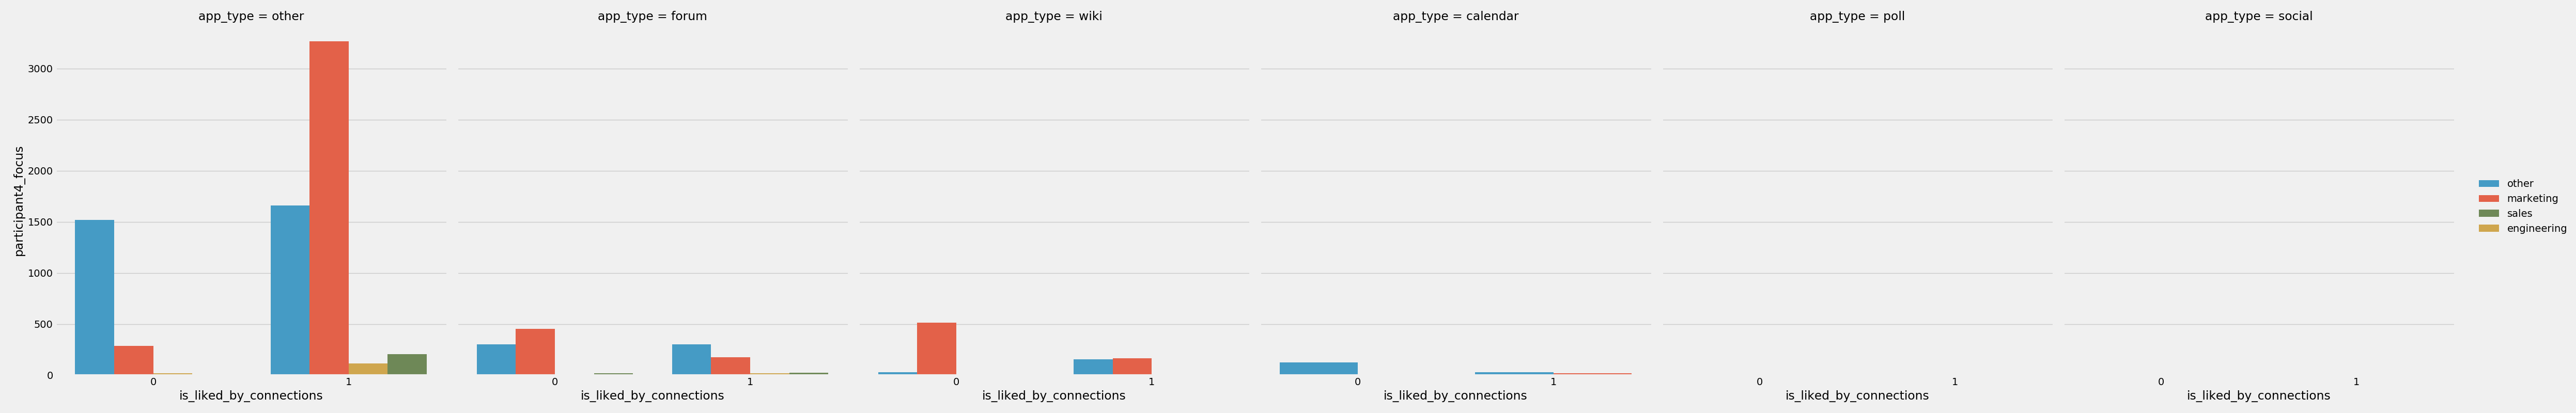 app_type = other
app_type = forum
app_type = wiki
app_type = calendar
app_type = poll
app_type = social
participant4_focus
3000
2500
2000
1500
1000
500
0
0 1
0 1
0 1
0 1
0 1
0 1
is_liked_by_connections
is_liked_by_connections
is_liked_by_connections
is_liked_by_connections
is_liked_by_connections
is_liked_by_connections
other
marketing
sales
engineering